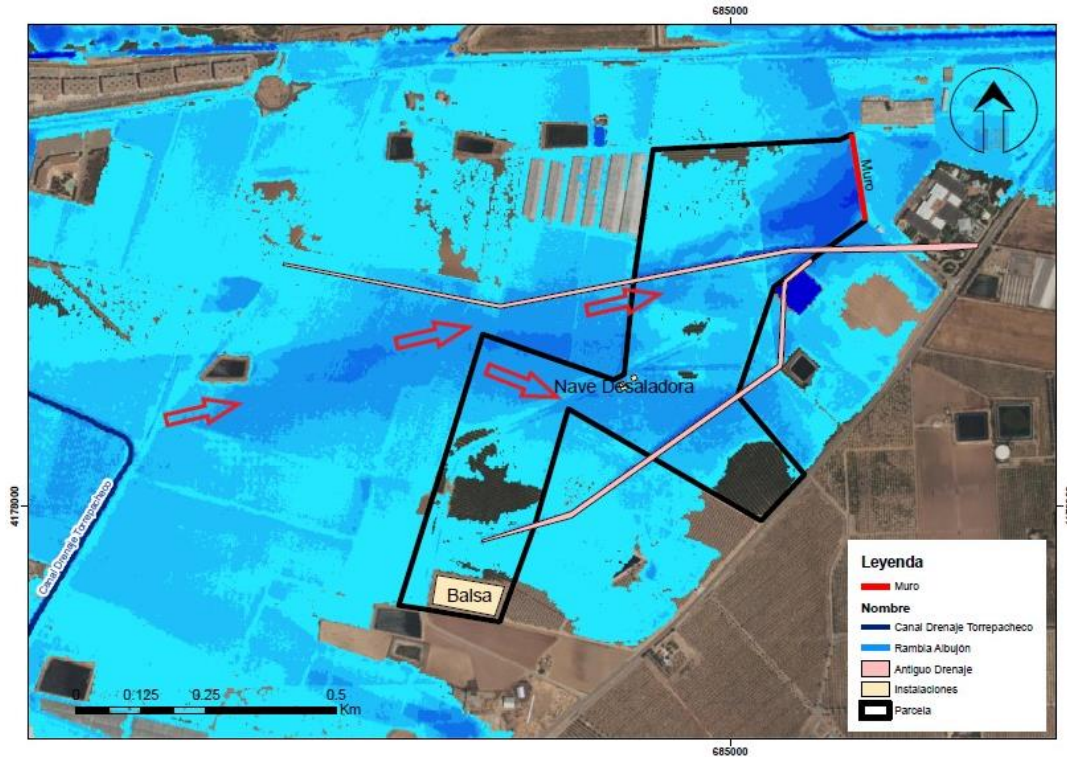 685000
Muro
Nave Desaladora
4178000
Canal Drenaje Torrepacheco
Balsa
0 0.125 0.25 0.5
Km
Leyenda
Muro
Nombre
Canal Drenaje Torrepacheco
Rambla Albujón
Antiguo Drenaje
Instalaciones
Parcela
685000